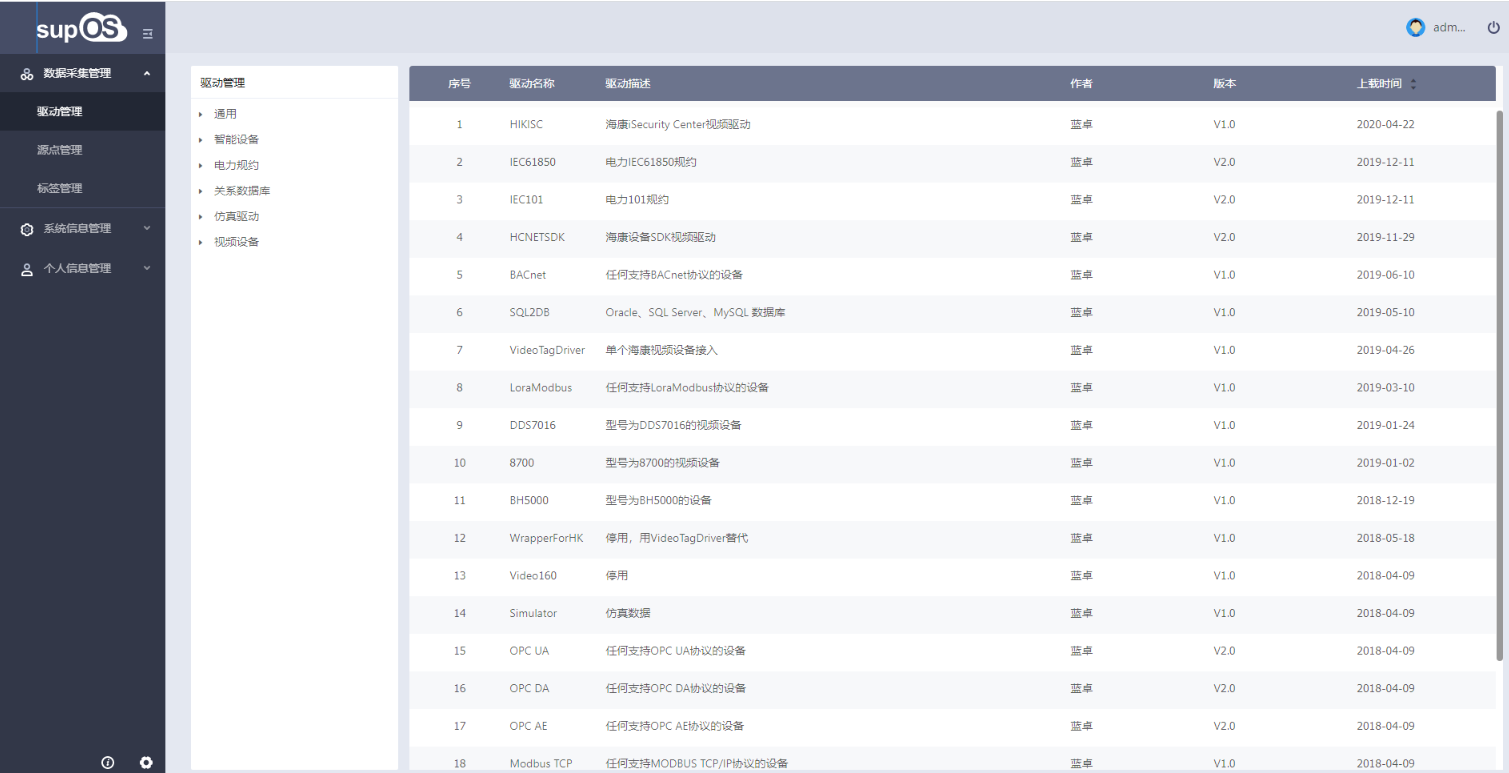 supOS
adm...
数据采集管理
驱动管理
源点管理
标签管理
系统信息管理
个人信息管理
驱动管理
通用
智能设备
电力规约
关系数据库
仿真驱动
视频设备
序号 驱动名称 驱动描述 作者 版本 上载时间
1 HIKISC 海康iSecurity Center视频驱动 蓝卓 V1.0 2020-04-22
2 IEC61850 电力IEC61850规约 蓝卓 V2.0 2019-12-11
3 IEC101 电力101规约 蓝卓 V2.0 2019-12-11
4 HCNETSDK 海康设备SDK视频驱动 蓝卓 V2.0 2019-11-29
5 BACnet 任何支持BACnet协议的设备 蓝卓 V1.0 2019-06-10
6 SQL2DB Oracle、SQL Server、MySQL 数据库 蓝卓 V1.0 2019-05-10
7 VideoTagDriver 单个海康视频设备接入 蓝卓 V1.0 2019-04-26
8 LoraModbus 任何支持LoraModbus协议的设备 蓝卓 V1.0 2019-03-10
9 DDS7016 型号为DDS7016的视频设备 蓝卓 V1.0 2019-01-24
10 8700 型号为8700的视频设备 蓝卓 V1.0 2019-01-02
11 BH5000 型号为BH5000的设备 蓝卓 V1.0 2018-12-19
12 WrapperForHK 停用，用VideoTagDriver替代 蓝卓 V1.0 2018-05-18
13 Video160 停用 蓝卓 V1.0 2018-04-09
14 Simulator 仿真数据 蓝卓 V1.0 2018-04-09
15 OPC UA 任何支持OPC UA协议的设备 蓝卓 V2.0 2018-04-09
16 OPC DA 任何支持OPC DA协议的设备 蓝卓 V2.0 2018-04-09
17 OPC AE 任何支持OPC AE协议的设备 蓝卓 V2.0 2018-04-09
18 Modbus TCP 任何支持MODBUS TCP/IP协议的设备 蓝卓 V1.0 2018-04-09